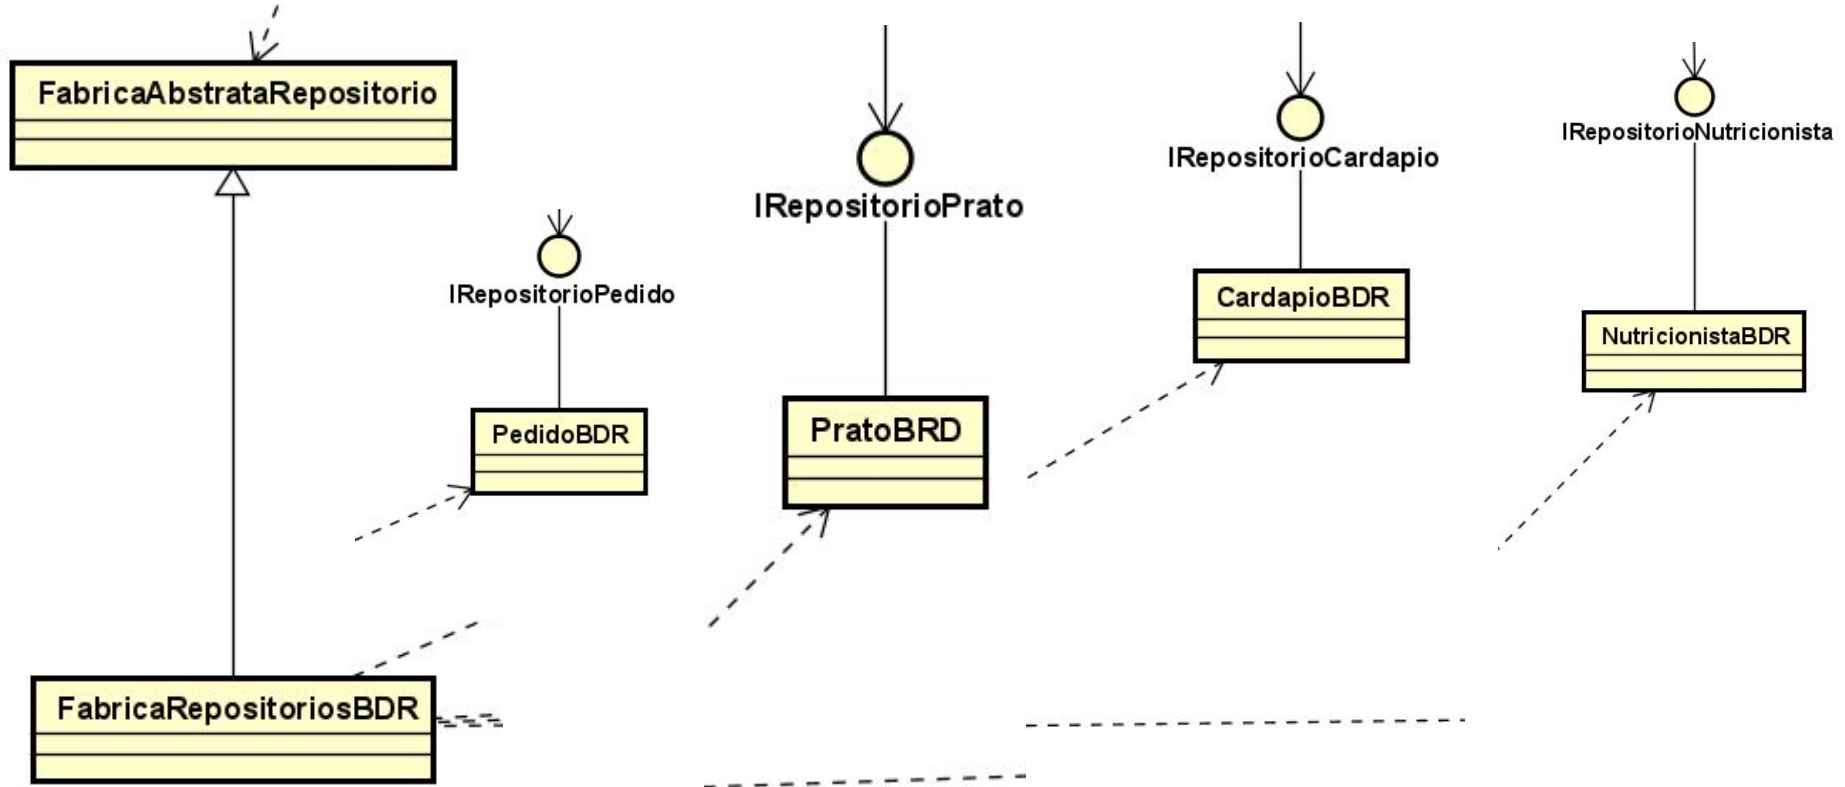 FabricaAbstrataRepositorio
IRepositorioPedido
PedidoBDR
FabricaRepositoriosBDR
IRepositorioPrato
PratoBRD
IRepositorioCardapio
CardapioBDR
IRepositorioNutricionista
NutricionistaBDR